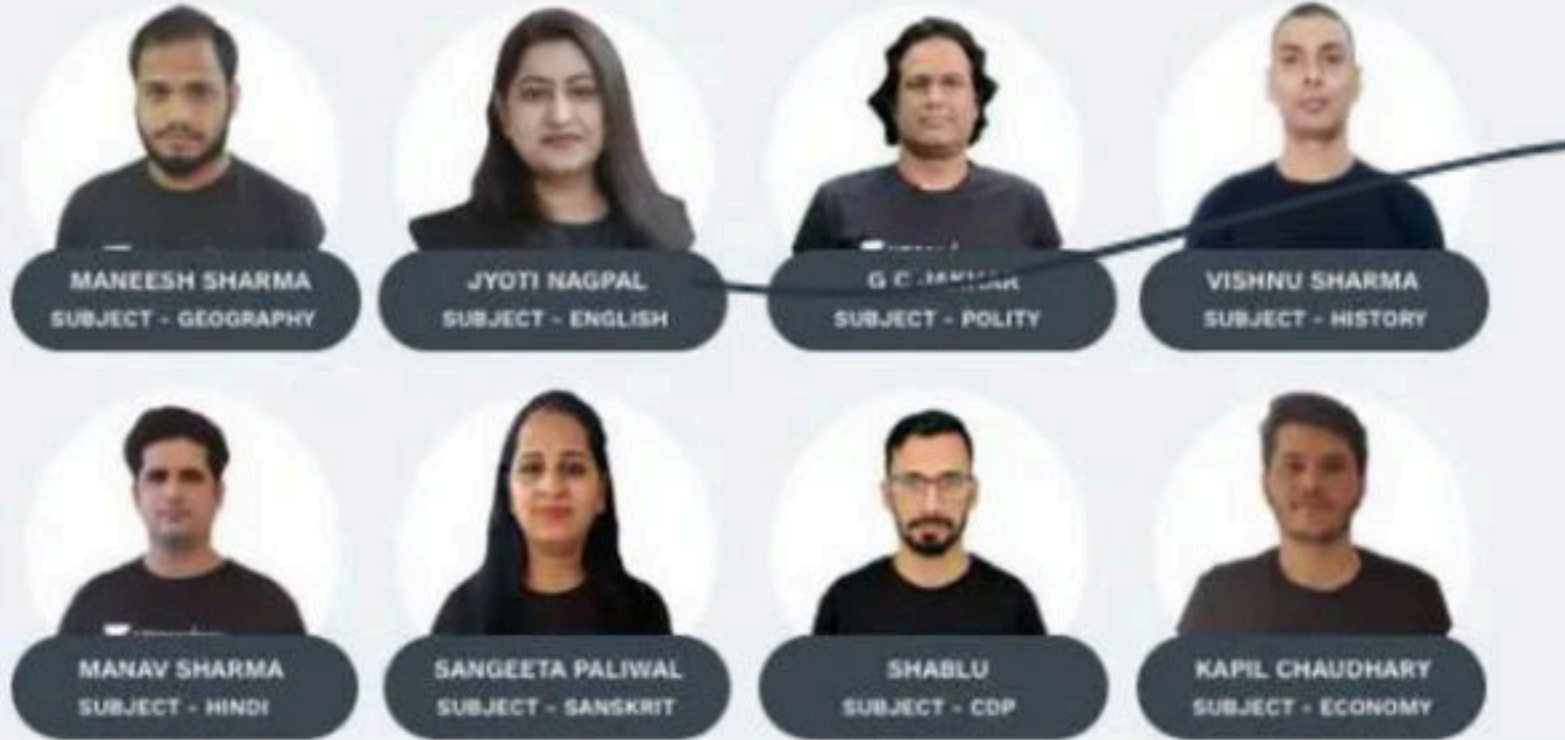 MANEESH SHARMA
SUBJECT - GEOGRAPHY
JYOTI NAGPAL
SUBJECT - ENGLISH
G C JAKHAR
SUBJECT - POLITY
VISHNU SHARMA
SUBJECT - HISTORY
MANAV SHARMA
SUBJECT - HINDI
SANGEETA PALIWAL
SUBJECT - SANSKRIT
SHABLU
SUBJECT - CDP
KAPIL CHAUDHARY
SUBJECT - ECONOMY